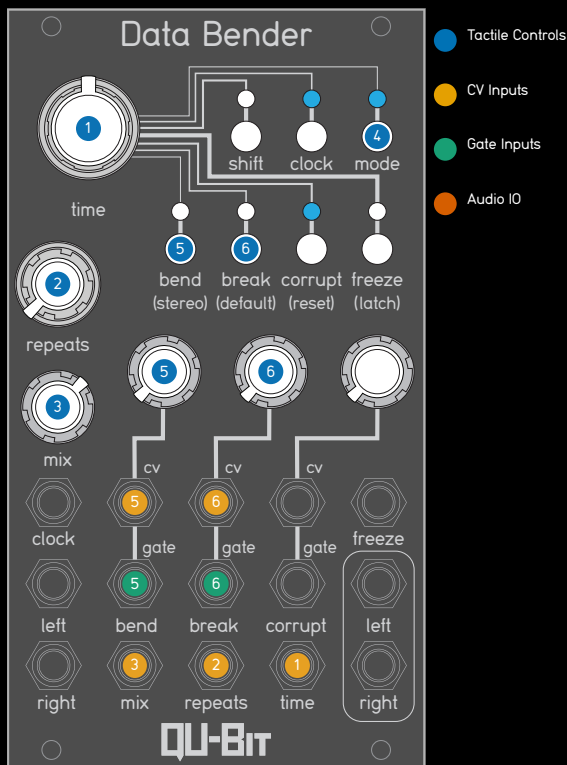 Data Bender
Tactile Controls
CV Inputs
Gate Inputs
Audio IO
1
4
shift clock mode
time
5 6
bend break corrupt freeze
(stereo) (default) (reset) (latch)
2
repeats
5 6
3
mix
cv cv cv
5 6
clock freeze
gate gate gate
5 6
left bend break corrupt left
3 2 1
right mix repeats time right
QU-BIT